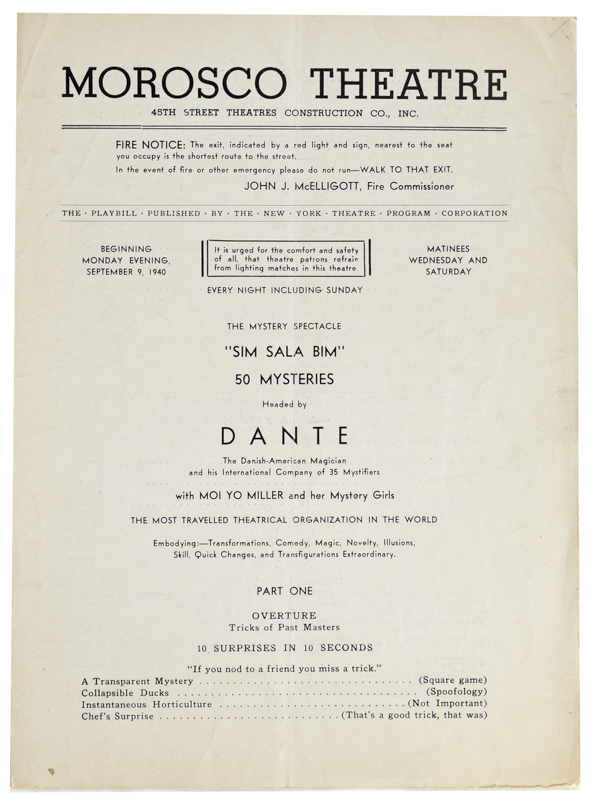 MOROSCO THEATRE
45TH STREET THEATRES CONSTRUCTION CO., INC.
FIRE NOTICE: The exit, indicated by a red light and sign, nearest to the seat
you occupy is the shortest route to the street.
In the event of fire or other emergency please do not run—WALK TO THAT EXIT.
JOHN J. McELLIGOTT, Fire Commissioner
THE · PLAYBILL · PUBLISHED · BY · THE · NEW · YORK · THEATRE · PROGRAM · CORPORATION
BEGINNING
MONDAY EVENING,
SEPTEMBER 9, 1940
It is urged for the comfort and safety
of all, that theatre patrons refrain
from lighting matches in this theatre
MATINEES
WEDNESDAY AND
SATURDAY
EVERY NIGHT INCLUDING SUNDAY
THE MYSTERY SPECTACLE
"SIM SALA BIM"
50 MYSTERIES
Headed by
DANTE
The Danish-American Magician
and his International Company of 35 Mystifiers
with MOI YO MILLER and her Mystery Girls
THE MOST TRAVELLED THEATRICAL ORGANIZATION IN THE WORLD
Embodying:—Transformations, Comedy, Magic, Novelty, Illusions,
Skill, Quick Changes, and Transfigurations Extraordinary.
PART ONE
OVERTURE
Tricks of Past Masters
10 SURPRISES IN 10 SECONDS
"If you nod to a friend you miss a trick."
A Transparent Mystery . . . . . . . . . . . . . . . . . . . . . . . . . . . . . . . . (Square game)
Collapsible Ducks . . . . . . . . . . . . . . . . . . . . . . . . . . . . . . . . . . . . (Spoofology)
Instantaneous Horticulture . . . . . . . . . . . . . . . . . . . . . . . . . . . (Not Important)
Chef's Surprise . . . . . . . . . . . . . . . . . . . . . . . . . . (That's a good trick, that was)